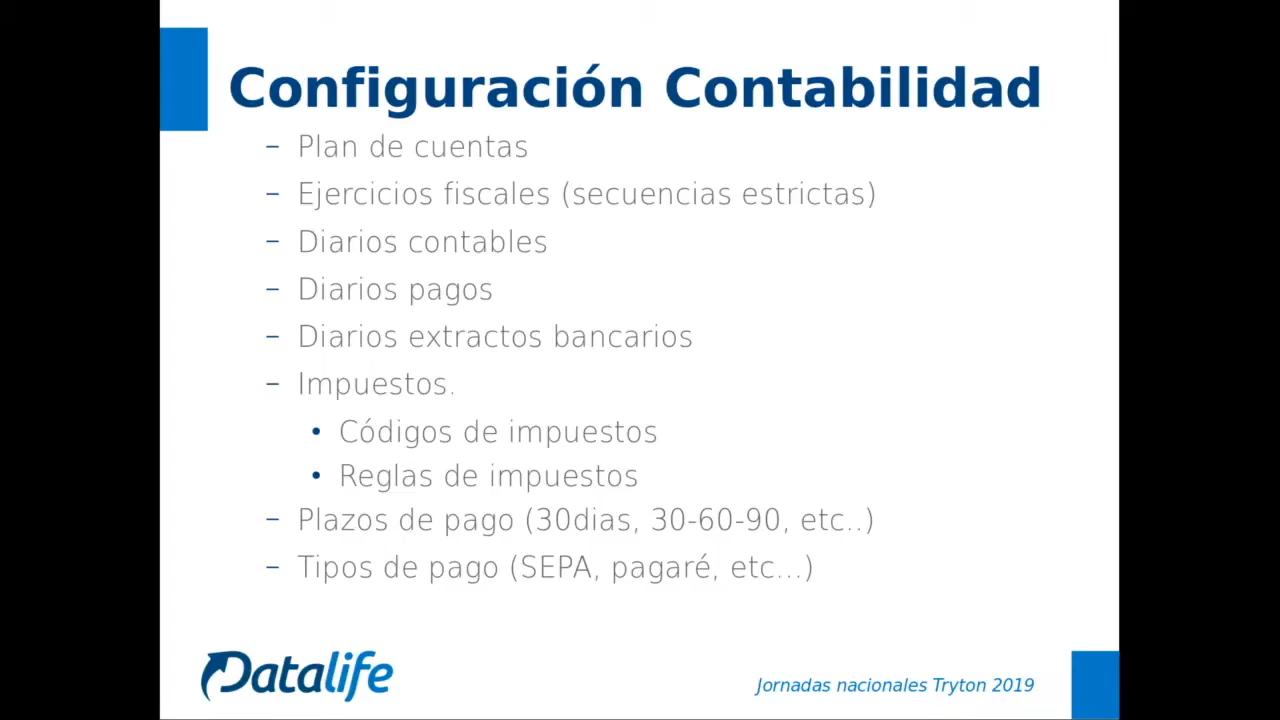 Configuración Contabilidad
– Plan de cuentas
– Ejercicios fiscales (secuencias estrictas)
– Diarios contables
– Diarios pagos
– Diarios extractos bancarios
– Impuestos.
• Códigos de impuestos
• Reglas de impuestos
– Plazos de pago (30dias, 30-60-90, etc..)
– Tipos de pago (SEPA, pagaré, etc...)
Datalife
Jornadas nacionales Tryton 2019